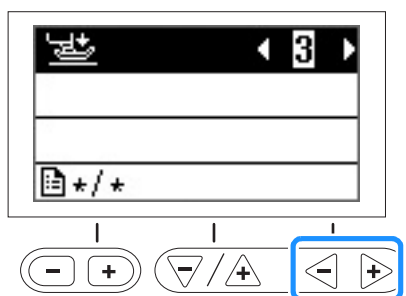 3
*/*
- +
- / +
- +